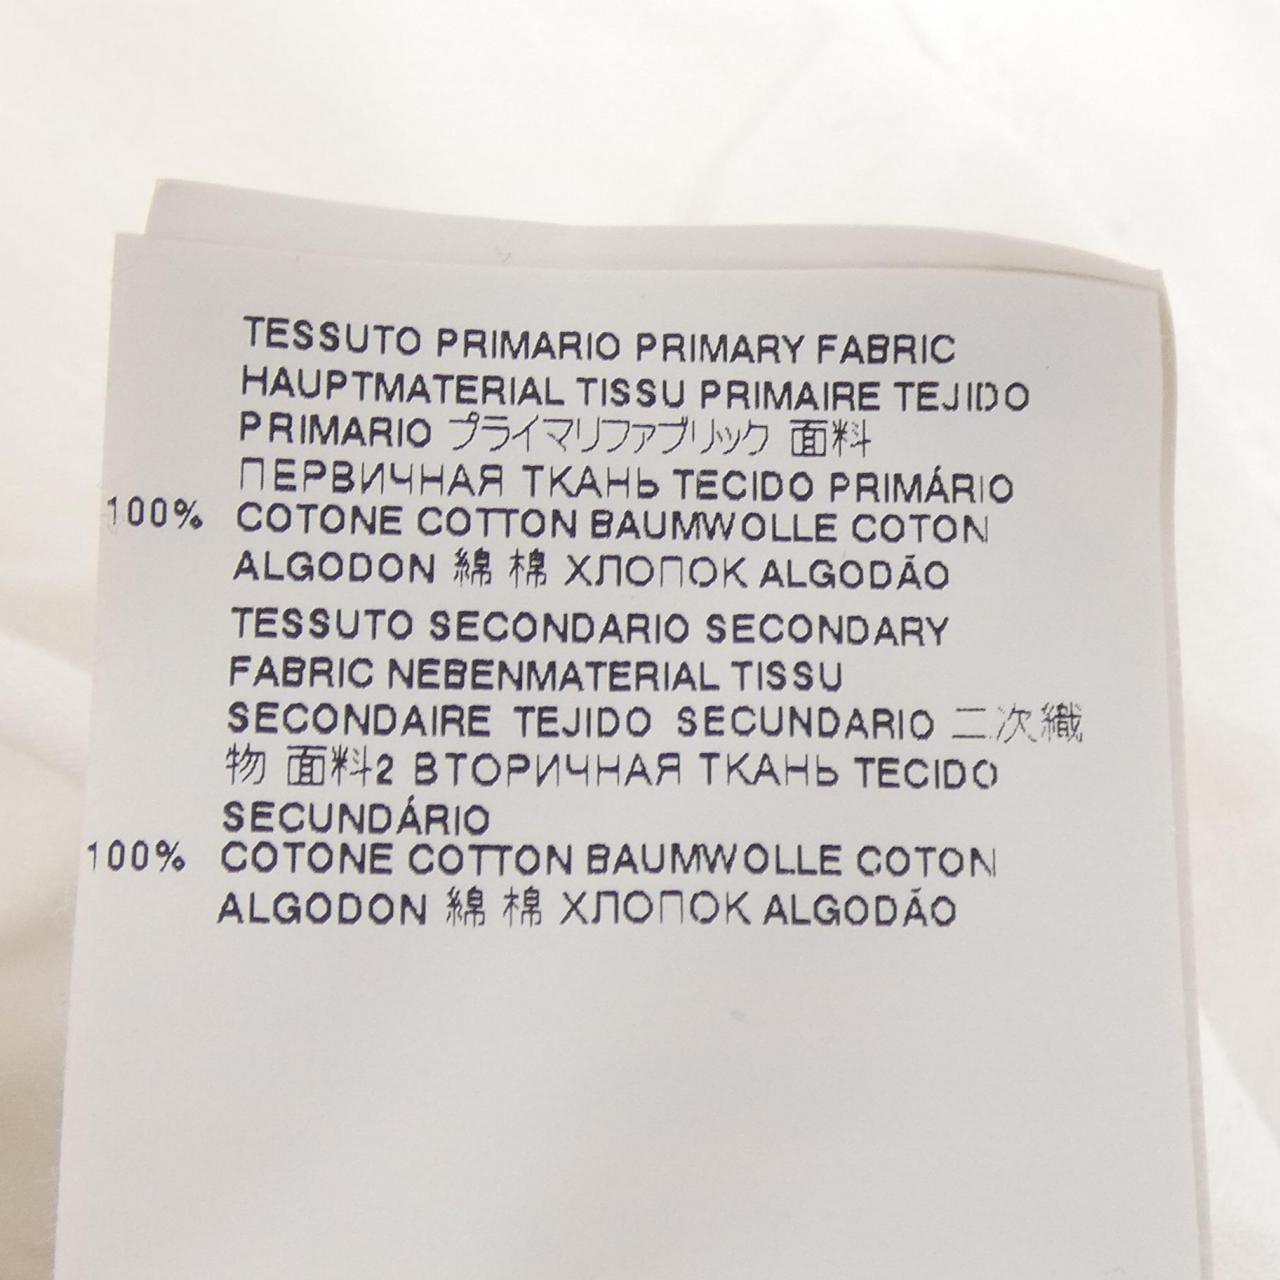 TESSUTO PRIMARIO PRIMARY FABRIC
HAUPTMATERIAL TISSU PRIMAIRE TEJIDO
PRIMARIO プライマリファブリック 面料
ПЕРВИЧНАЯ ТКАНЬ TECIDO PRIMÁRIO
100% COTONE COTTON BAUMWOLLE COTON
ALGODON 綿 棉 ХЛОПОК ALGODÃO
TESSUTO SECONDARIO SECONDARY
FABRIC NEBENMATERIAL TISSU
SECONDAIRE TEJIDO SECUNDARIO 二次織
物 面料2 ВТОРИЧНАЯ ТКАНЬ TECIDO
SECUNDÁRIO
100% COTONE COTTON BAUMWOLLE COTON
ALGODON 綿 棉 ХЛОПОК ALGODÃO